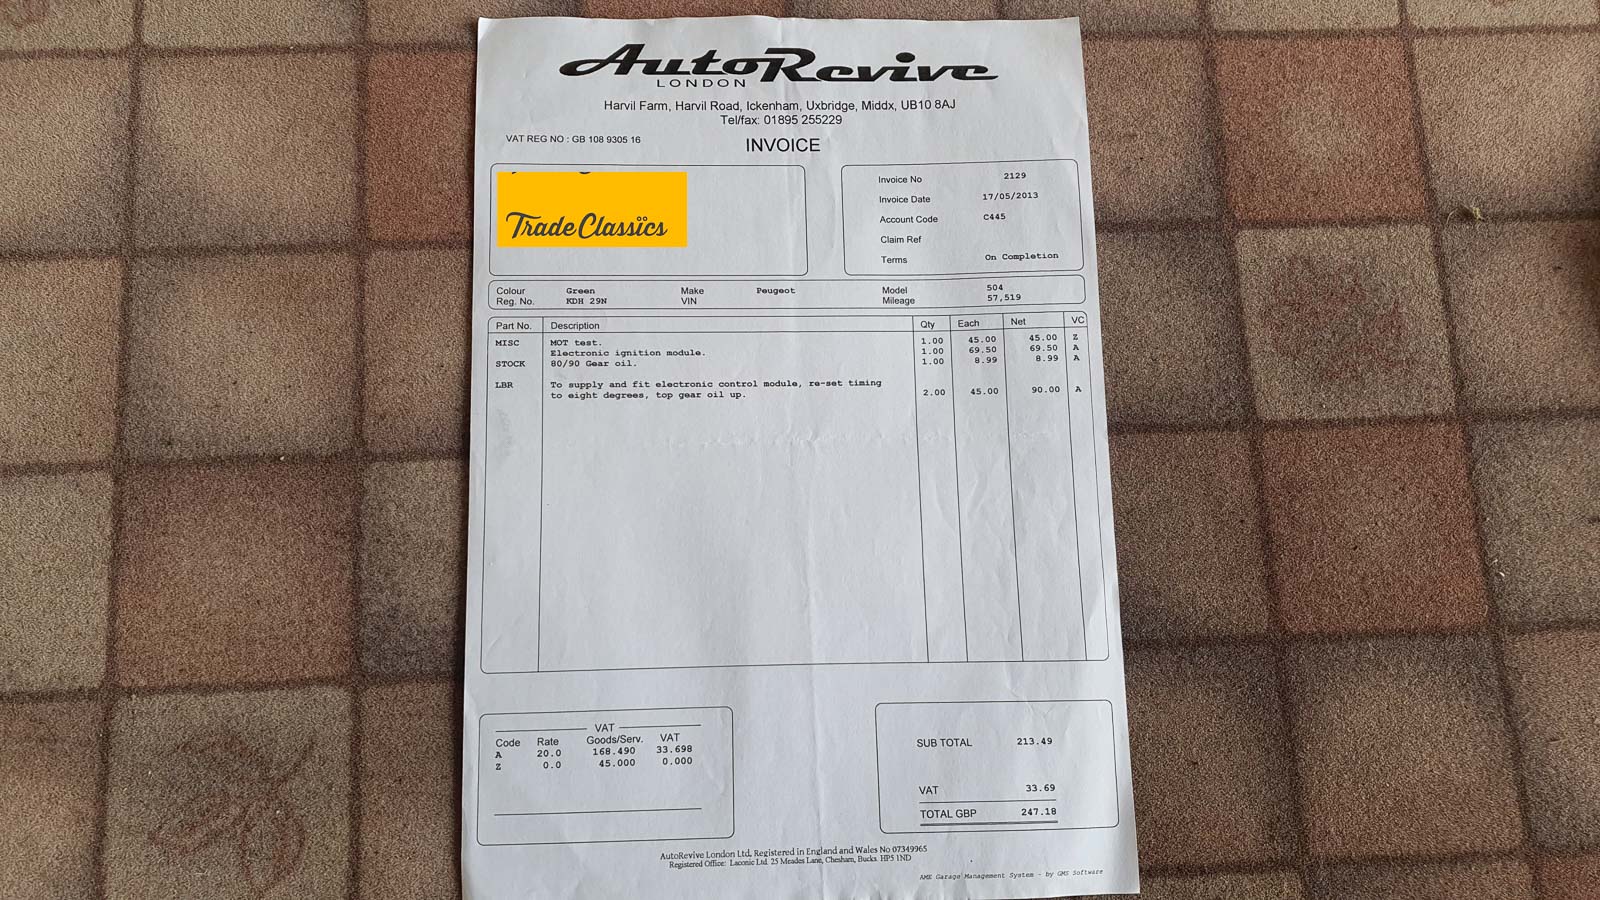 AutoRevive
LONDON
Harvil Farm, Harvil Road, Ickenham, Uxbridge, Middx, UB10 8AJ
Tel/fax: 01895 255229
VAT REG NO : GB 108 9305 16
INVOICE
Trade Classics
Invoice No 2129
Invoice Date 17/05/2013
Account Code C445
Claim Ref
Terms On Completion
Colour Green Make Peugeot Model 504
Reg. No. KDH 29N VIN Mileage 57,519
Part No. Description Qty Each Net VC
MISC MOT test. 1.00 45.00 45.00 Z
Electronic ignition module. 1.00 69.50 69.50 A
STOCK 80/90 Gear oil. 1.00 8.99 8.99 A
LBR To supply and fit electronic control module, re-set timing
to eight degrees, top gear oil up. 2.00 45.00 90.00 A
VAT
Code Rate Goods/Serv. VAT
A 20.0 168.490 33.698
Z 0.0 45.000 0.000
SUB TOTAL 213.49
VAT 33.69
TOTAL GBP 247.18
AutoRevive London Ltd, Registered in England and Wales No 07349965
Registered Office: Laconic Ltd 25 Meades Lane, Chesham, Bucks. HP5 1ND
AME Garage Management System - by GMS Software